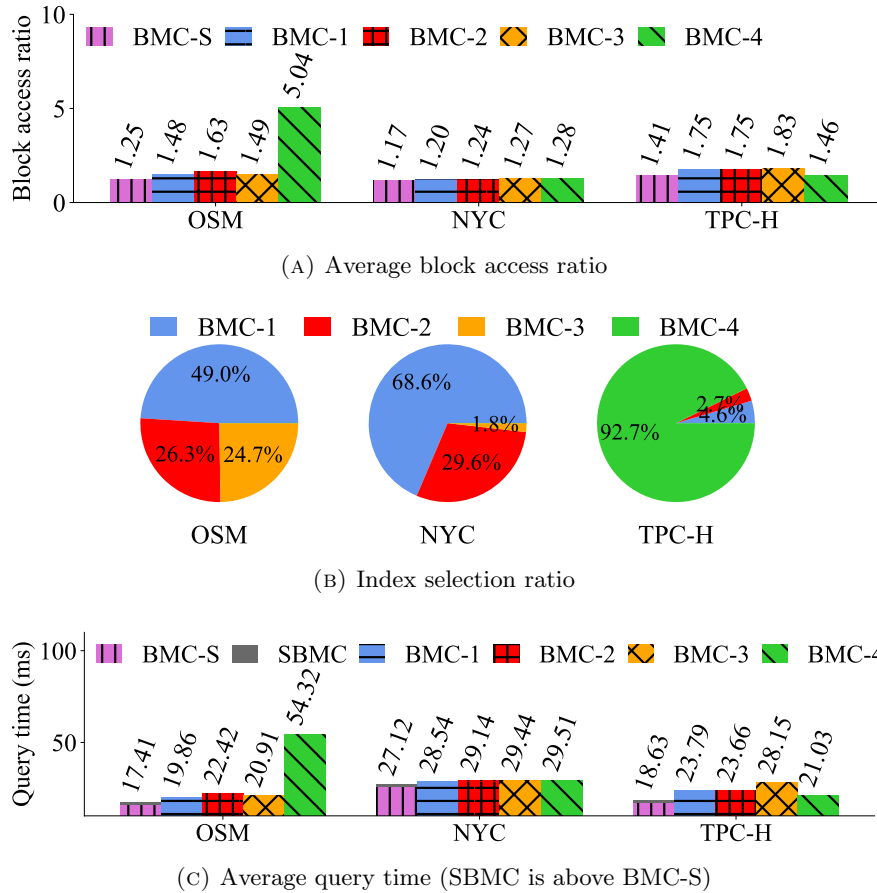 10
BMC-S BMC-1 BMC-2 BMC-3 BMC-4
Block access ratio
5
0
1.25 1.48 1.63 1.49 5.04
1.17 1.20 1.24 1.27 1.28
1.41 1.75 1.75 1.83 1.46
OSM NYC TPC-H
(A) Average block access ratio
BMC-1 BMC-2 BMC-3 BMC-4
49.0% 26.3% 24.7%
68.6% 29.6% 1.8%
92.7% 2.7% 4.6%
OSM NYC TPC-H
(B) Index selection ratio
100
BMC-S SBMC BMC-1 BMC-2 BMC-3 BMC-4
Query time (ms)
50
17.41 19.86 22.42 20.91 54.32
27.12 28.54 29.14 29.44 29.51
18.63 23.79 23.66 28.15 21.03
OSM NYC TPC-H
(C) Average query time (SBMC is above BMC-S)